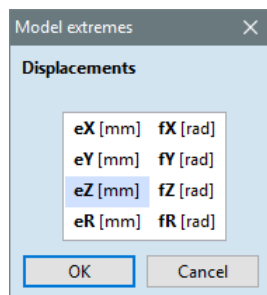 Model extremes
Displacements
eX [mm] fX [rad]
eY [mm] fY [rad]
eZ [mm] fZ [rad]
eR [mm] fR [rad]
OK Cancel